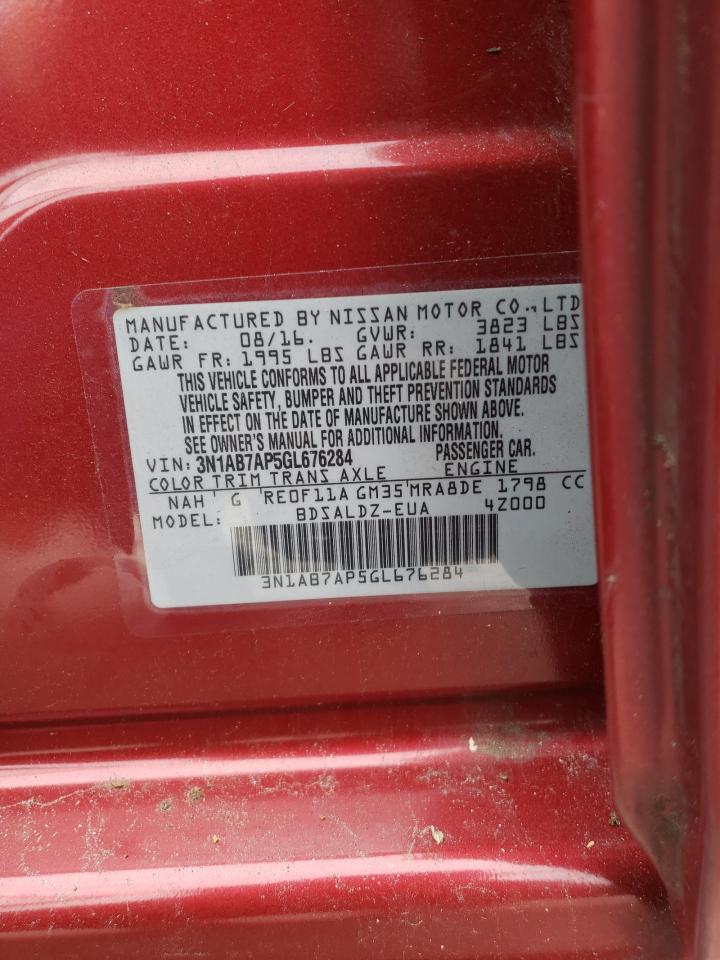 MANUFACTURED BY NISSAN MOTOR CO., LTD
DATE: 08/16. GVWR: 3823 LBS
GAWR FR: 1995 LBS GAWR RR: 1841 LBS
THIS VEHICLE CONFORMS TO ALL APPLICABLE FEDERAL MOTOR
VEHICLE SAFETY, BUMPER AND THEFT PREVENTION STANDARDS
IN EFFECT ON THE DATE OF MANUFACTURE SHOWN ABOVE.
SEE OWNER'S MANUAL FOR ADDITIONAL INFORMATION.
VIN: 3N1AB7AP5GL676284 PASSENGER CAR.
COLOR TRIM TRANS AXLE ENGINE
NAH ' G 'RE0F11A GM35'MRA8DE 1798 CC
MODEL: BDSALDZ-EUA 4Z000
3N1AB7AP5GL676284